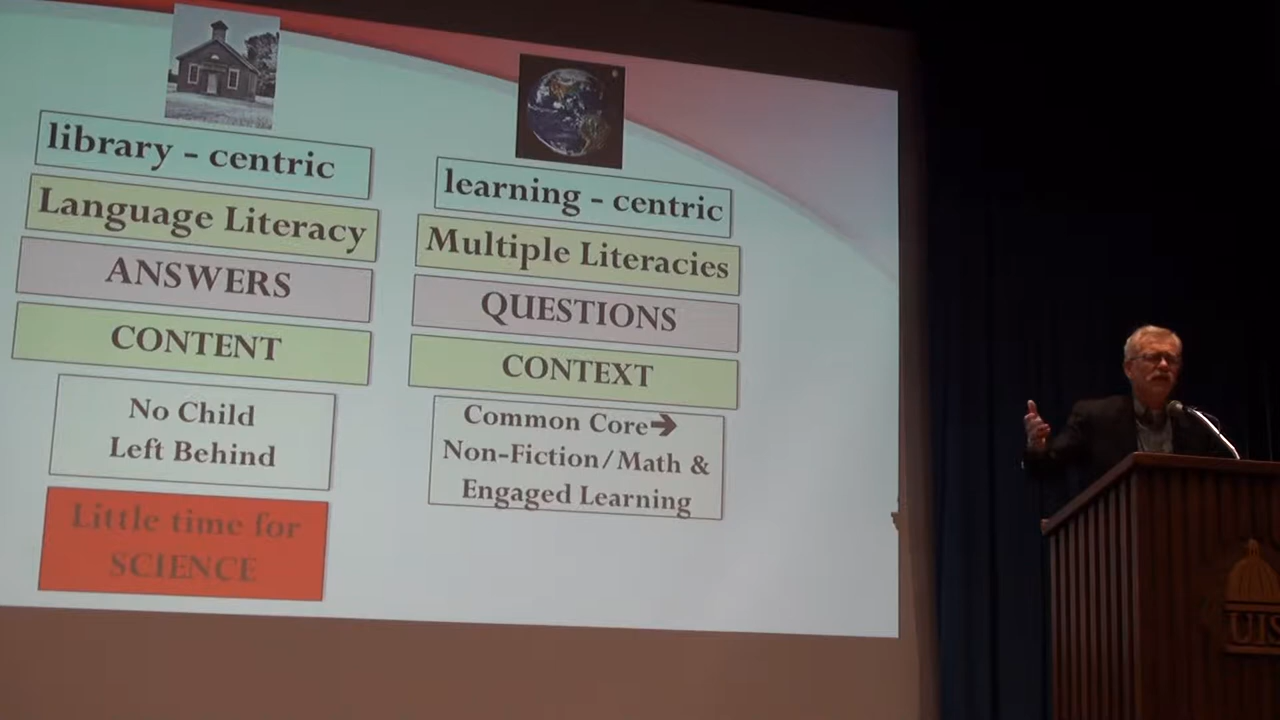 library - centric
Language Literacy
ANSWERS
CONTENT
No Child
Left Behind
Little time for
SCIENCE
learning - centric
Multiple Literacies
QUESTIONS
CONTEXT
Common Core➔
Non-Fiction/Math &
Engaged Learning
UIS